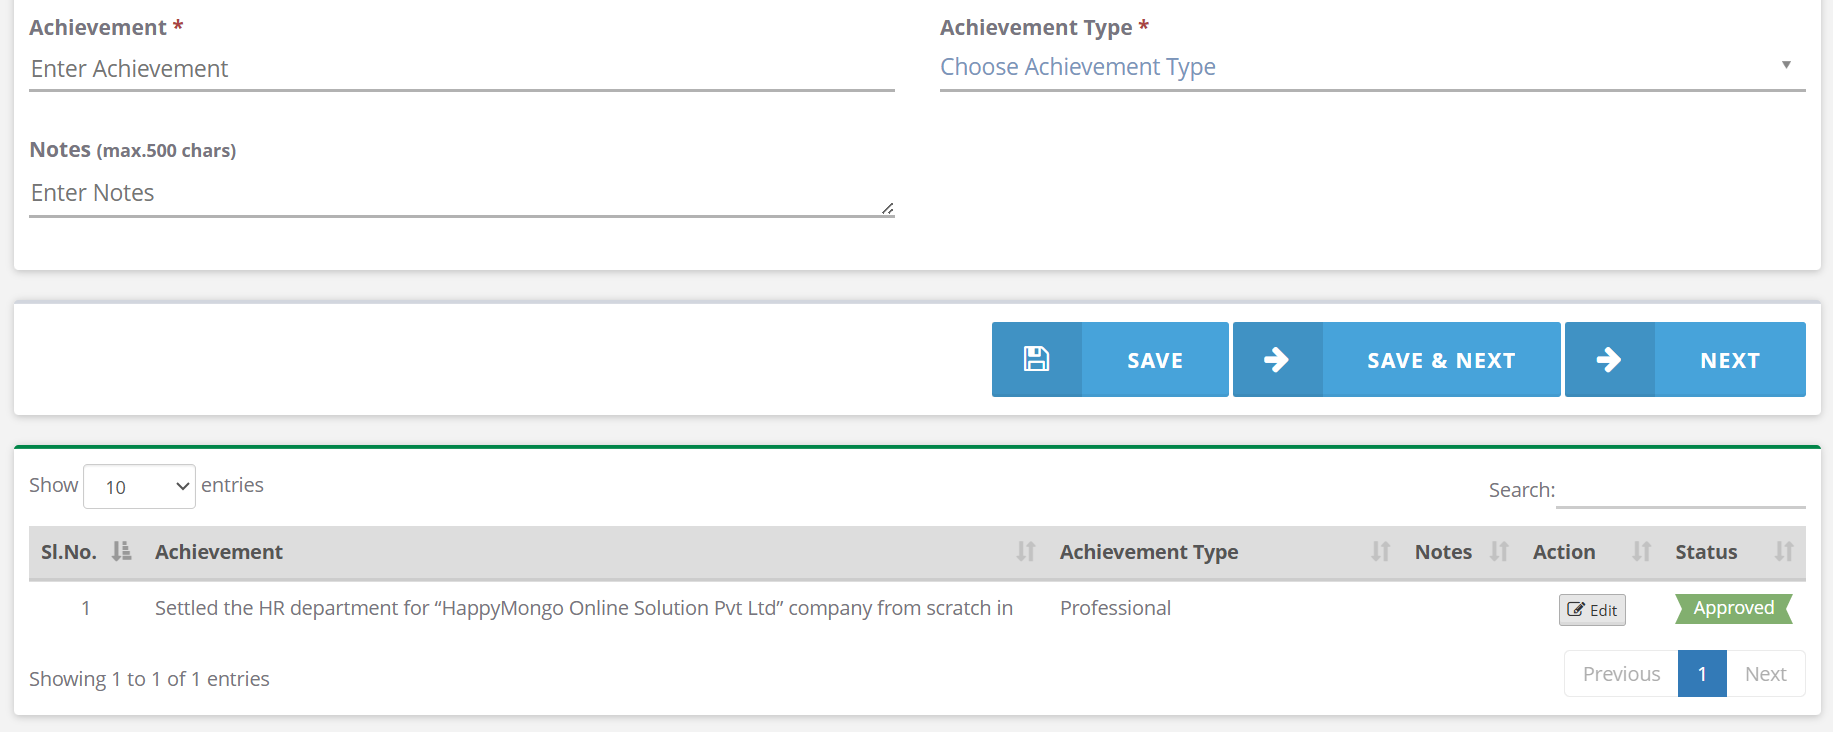 Achievement *
Achievement Type *
Enter Achievement
Choose Achievement Type
Notes (max.500 chars)
Enter Notes
SAVE
SAVE & NEXT
NEXT
Show 10 entries
Search:
Sl.No. Achievement Achievement Type Notes Action Status
1 Settled the HR department for “HappyMongo Online Solution Pvt Ltd” company from scratch in Professional Edit Approved
Showing 1 to 1 of 1 entries
Previous 1 Next